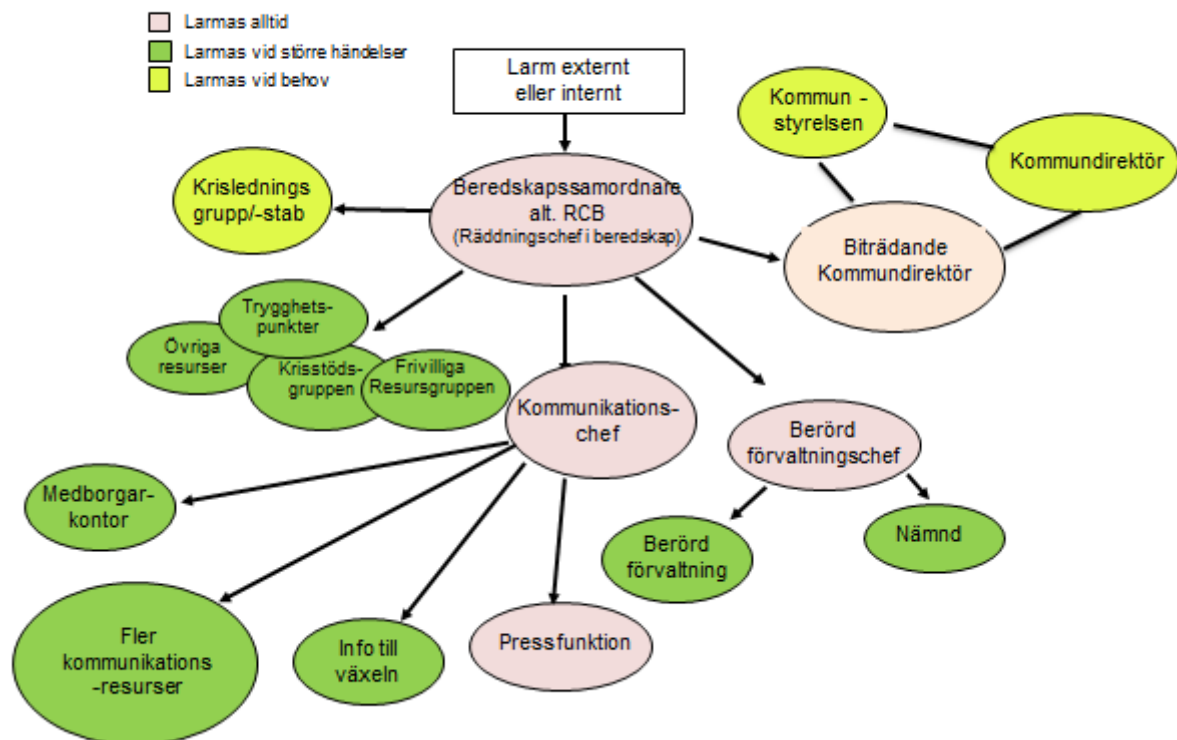 Larmas alltid
Larmas vid större händelser
Larmas vid behov
Larm externt
eller internt
Kommun -
styrelsen
Kommundirektör
Krislednings
grupp/-stab
Beredskapssamordnare
alt. RCB
(Räddningschef i beredskap)
Biträdande
Kommundirektör
Trygghets-
punkter
Övriga
resurser
Krisstöds-
gruppen
Frivilliga
Resursgruppen
Kommunikations-
chef
Berörd
förvaltningschef
Medborgar-
kontor
Berörd
förvaltning
Nämnd
Fler
kommunikations
-resurser
Info till
växeln
Pressfunktion